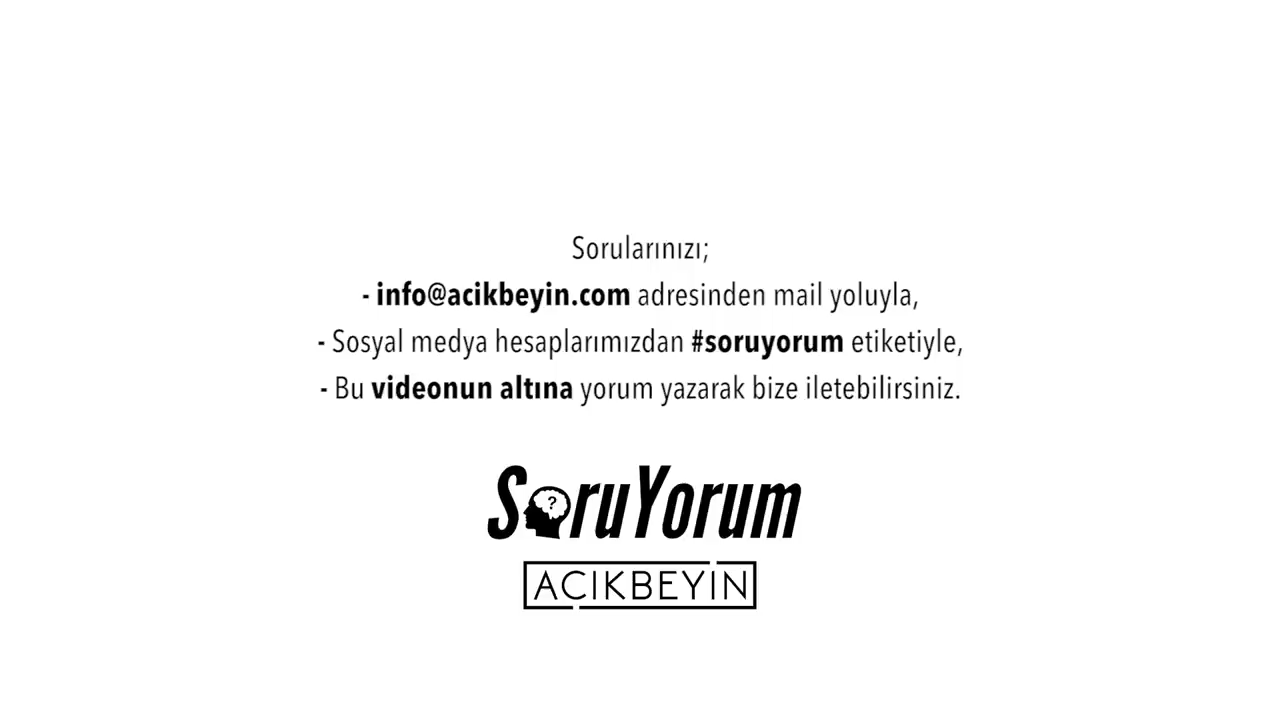 Sorularınızı;
- info@acikbeyin.com adresinden mail yoluyla,
- Sosyal medya hesaplarımızdan #soruyorum etiketiyle,
- Bu videonun altına yorum yazarak bize iletebilirsiniz.
SoruYorum
AÇIKBEYİN